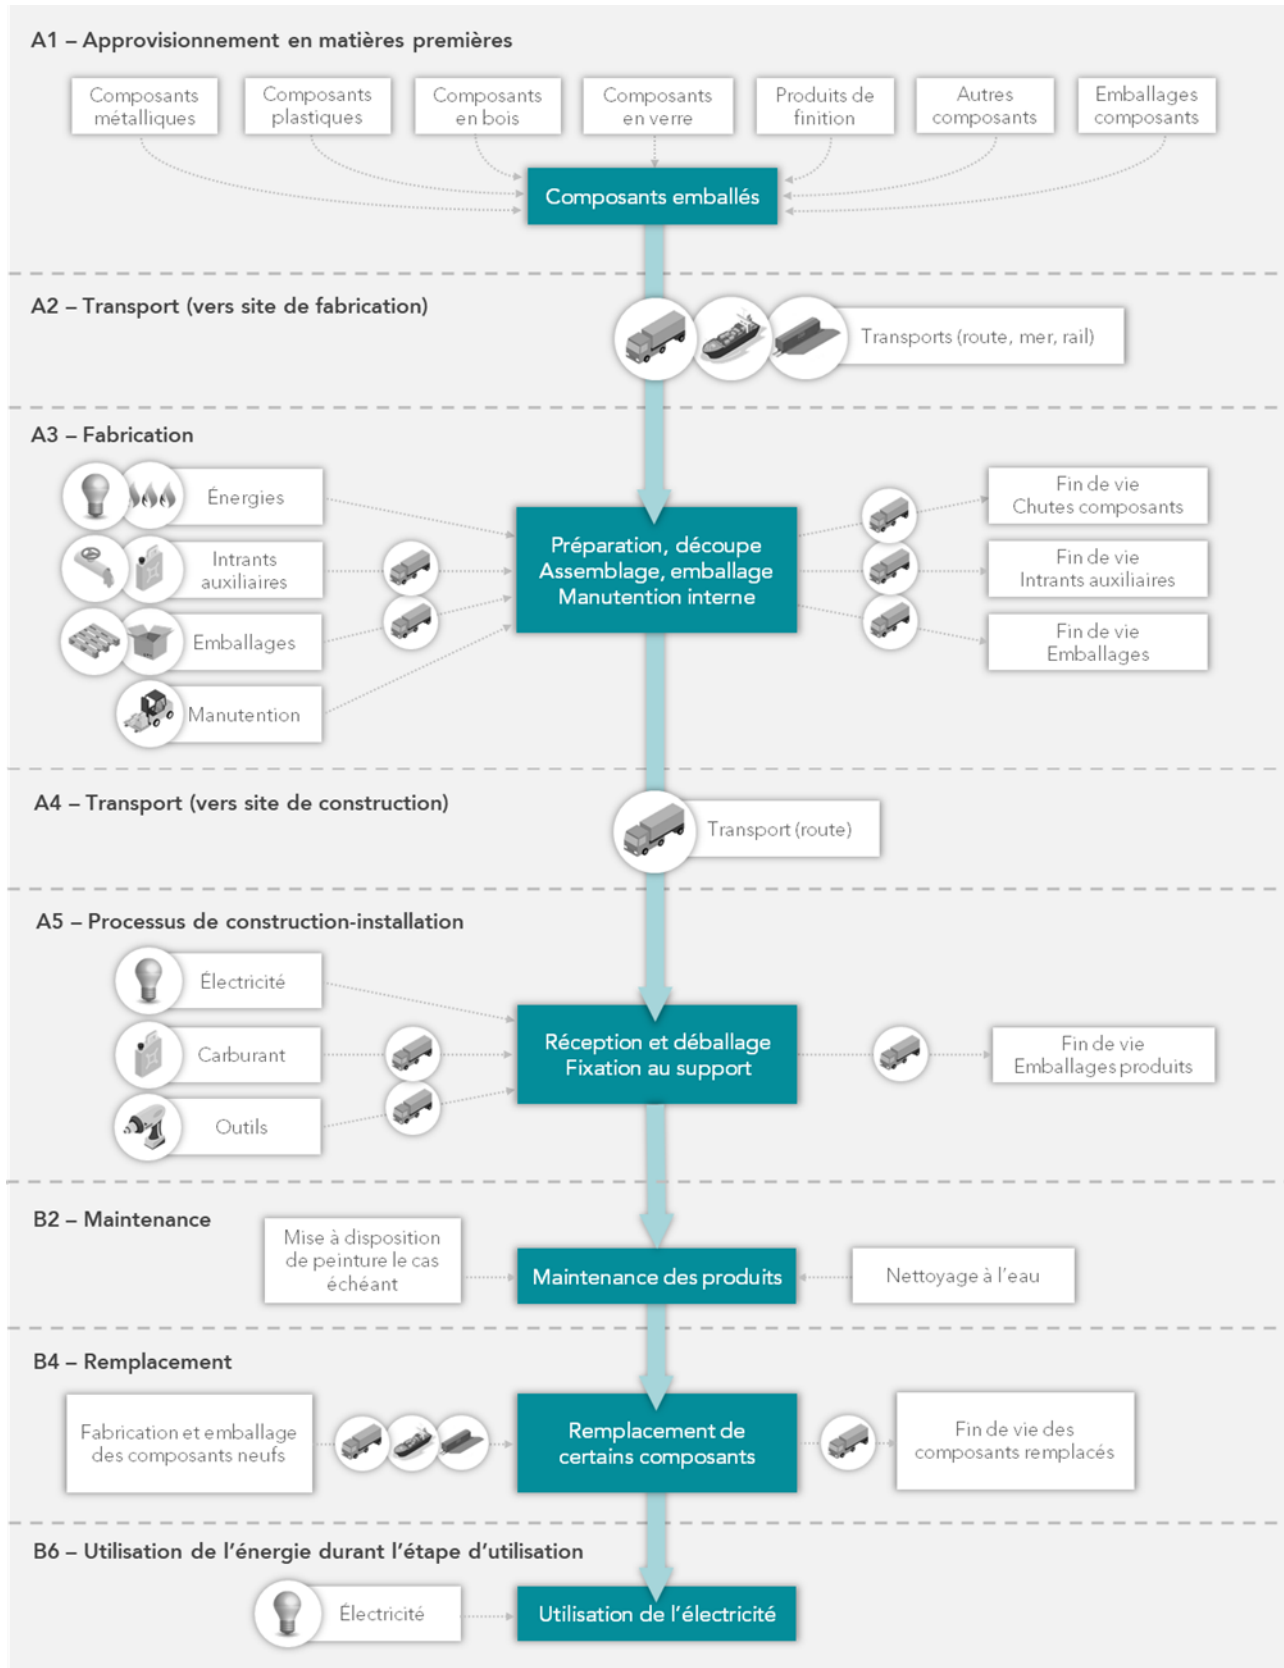 A1 – Approvisionnement en matières premières
Composants
métalliques
Composants
plastiques
Composants
en bois
Composants
en verre
Produits de
finition
Autres
composants
Emballages
composants
Composants emballés
A2 – Transport (vers site de fabrication)
Transports (route, mer, rail)
A3 – Fabrication
Énergies
Intrants
auxiliaires
Emballages
Manutention
Préparation, découpe
Assemblage, emballage
Manutention interne
Fin de vie
Chutes composants
Fin de vie
Intrants auxiliaires
Fin de vie
Emballages
A4 – Transport (vers site de construction)
Transport (route)
A5 – Processus de construction-installation
Électricité
Carburant
Outils
Réception et déballage
Fixation au support
Fin de vie
Emballages produits
B2 – Maintenance
Mise à disposition
de peinture le cas
échéant
Maintenance des produits
Nettoyage à l'eau
B4 – Remplacement
Fabrication et emballage
des composants neufs
Remplacement de
certains composants
Fin de vie des
composants remplacés
B6 – Utilisation de l'énergie durant l'étape d'utilisation
Électricité
Utilisation de l'électricité